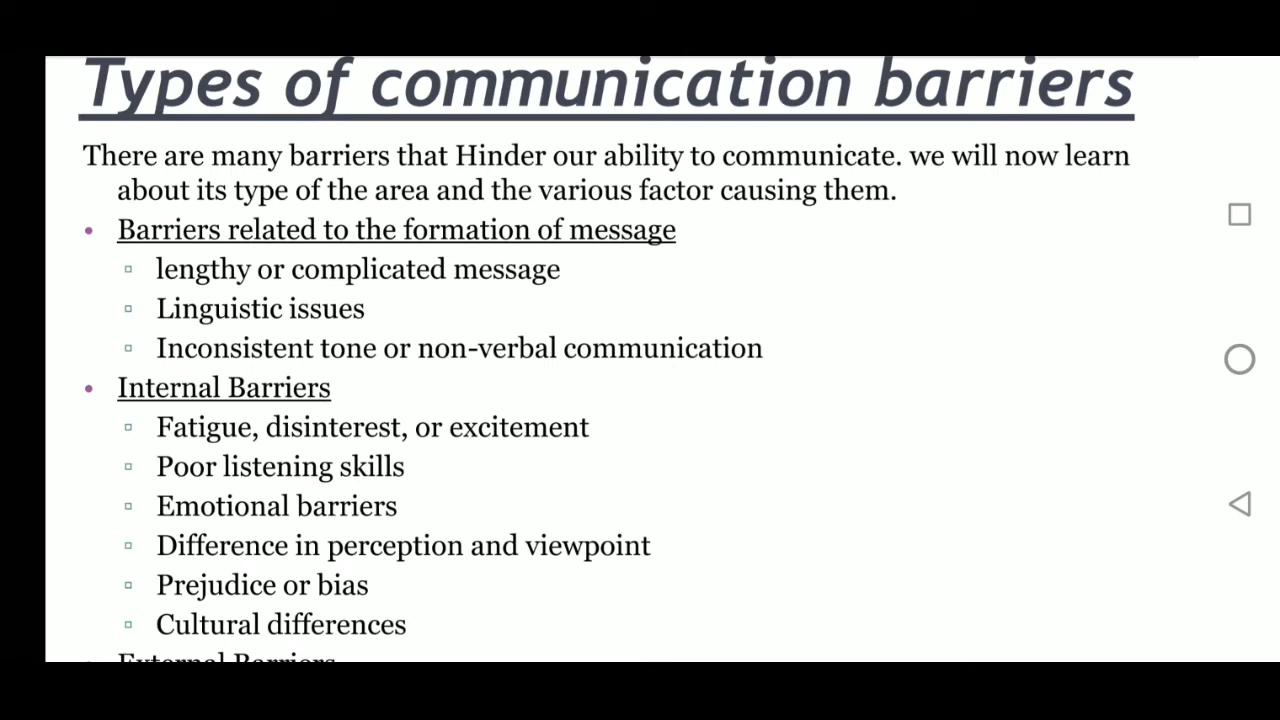 Types of communication barriers
There are many barriers that Hinder our ability to communicate. we will now learn
about its type of the area and the various factor causing them.
• Barriers related to the formation of message
▫ lengthy or complicated message
▫ Linguistic issues
▫ Inconsistent tone or non-verbal communication
• Internal Barriers
▫ Fatigue, disinterest, or excitement
▫ Poor listening skills
▫ Emotional barriers
▫ Difference in perception and viewpoint
▫ Prejudice or bias
▫ Cultural differences
• External Barriers